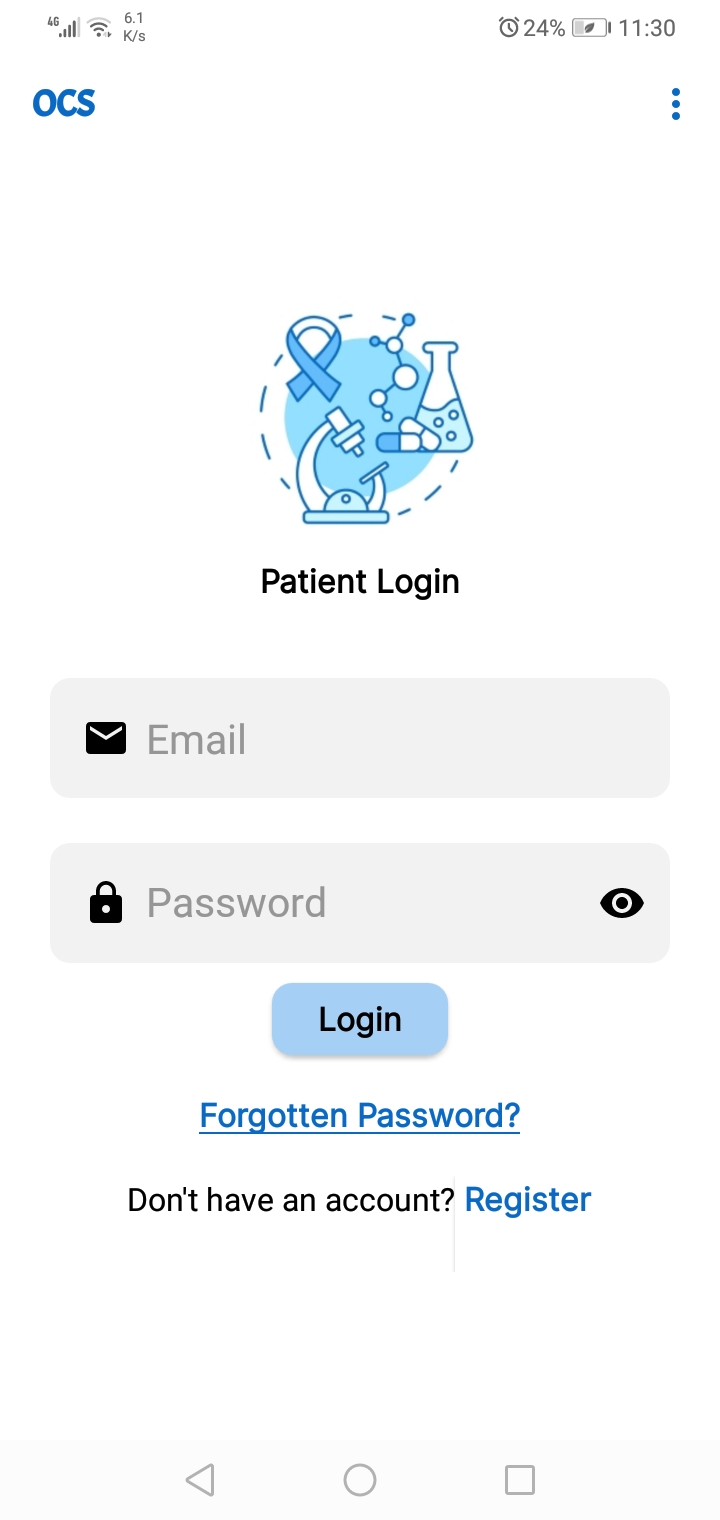 4G 6.1 K/s 24% 11:30
OCS
Patient Login
Email
Password
Login
Forgotten Password?
Don't have an account? Register